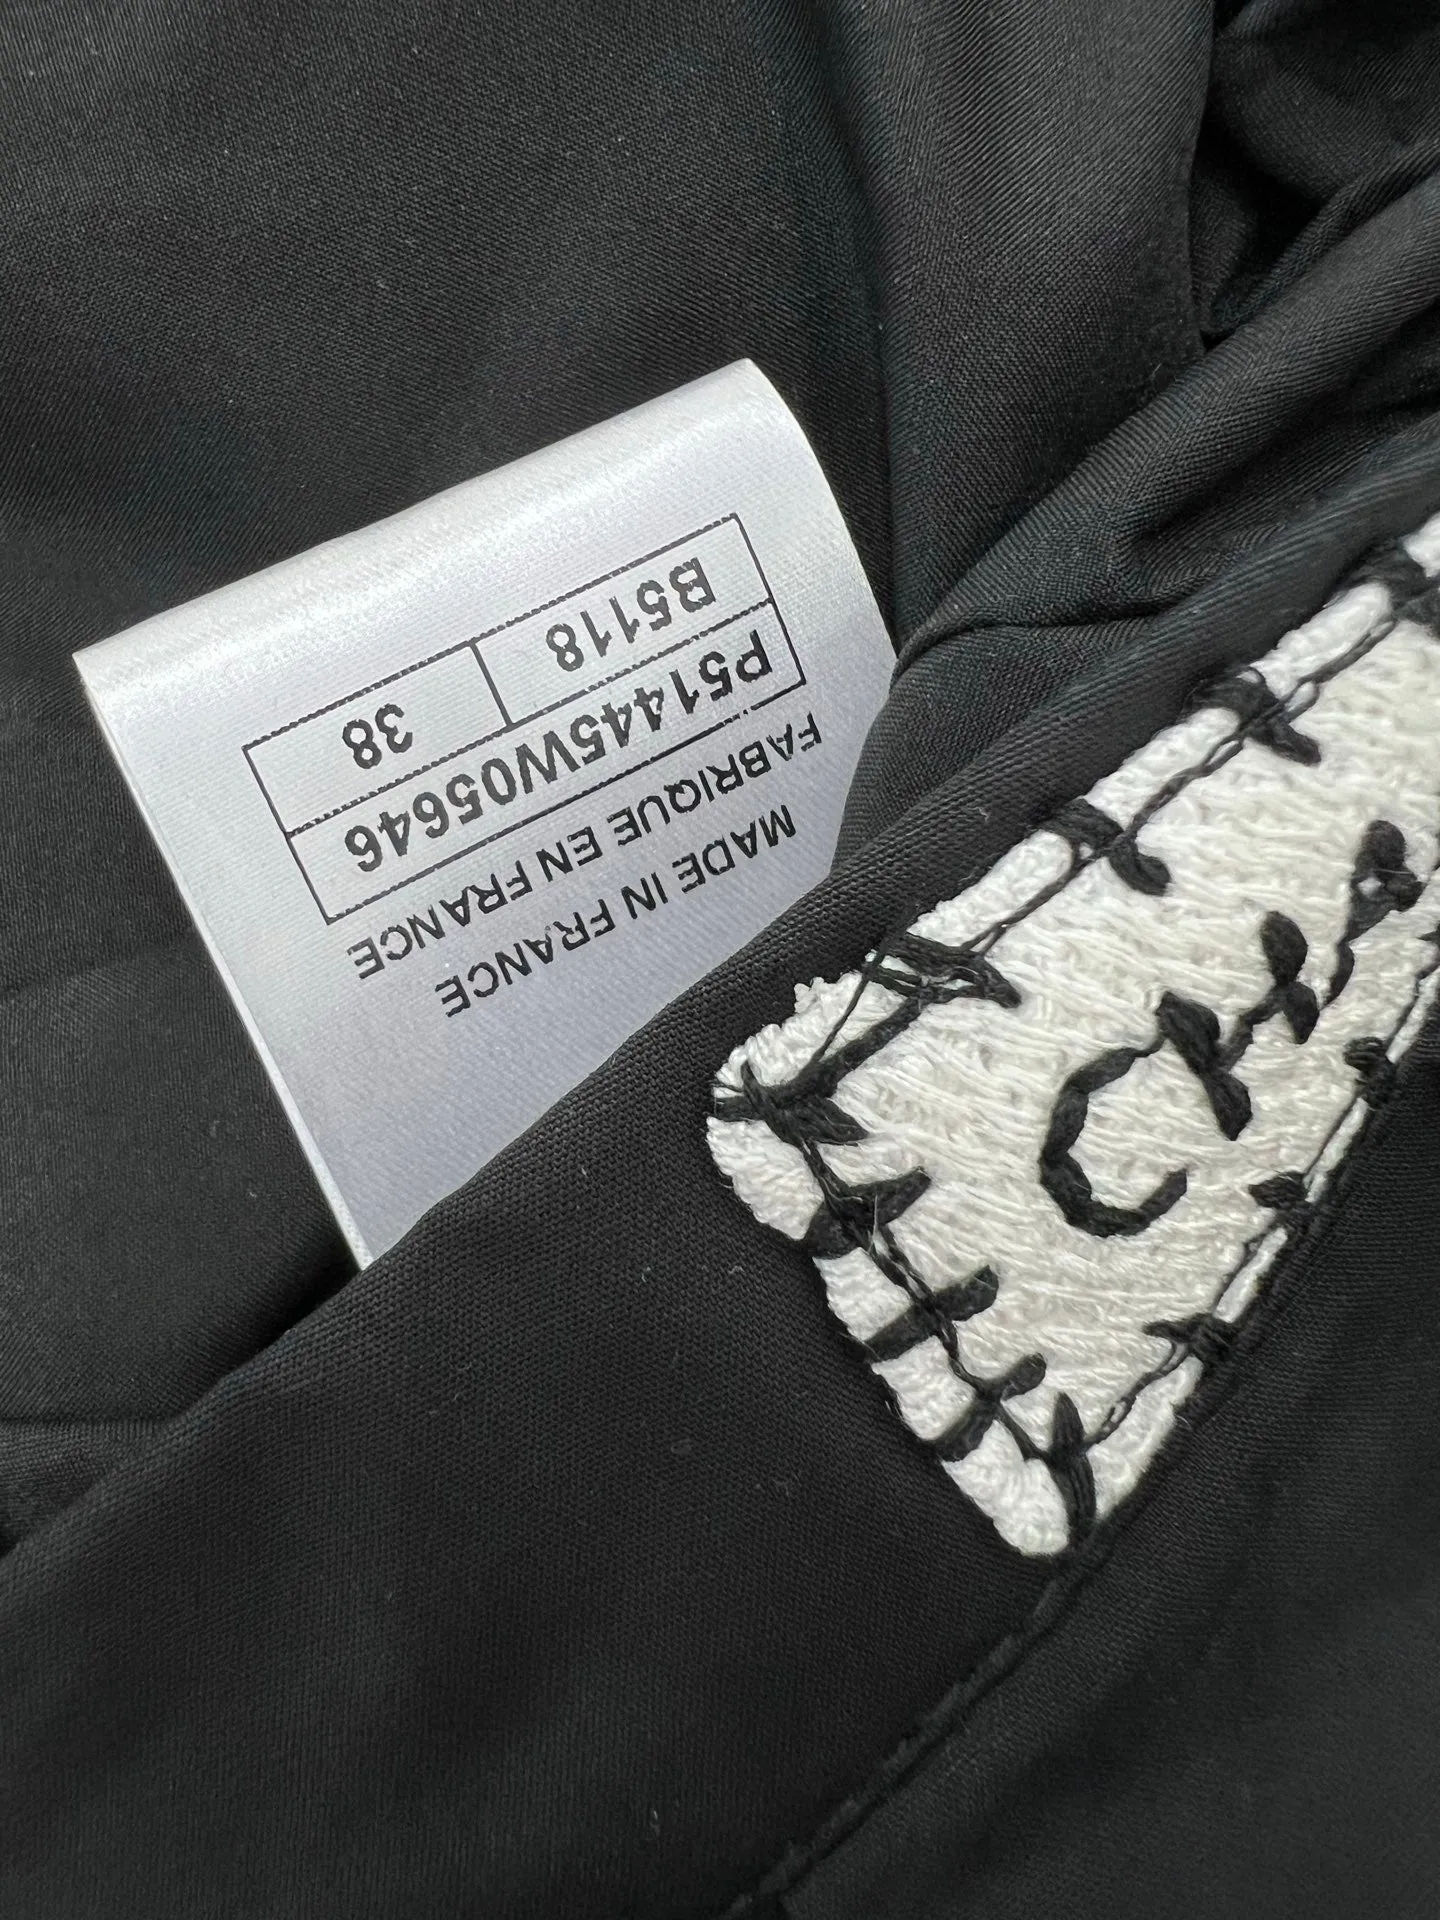 MADE IN FRANCE
FABRIQUE EN FRANCE
P51445W05646
38 B5118
C